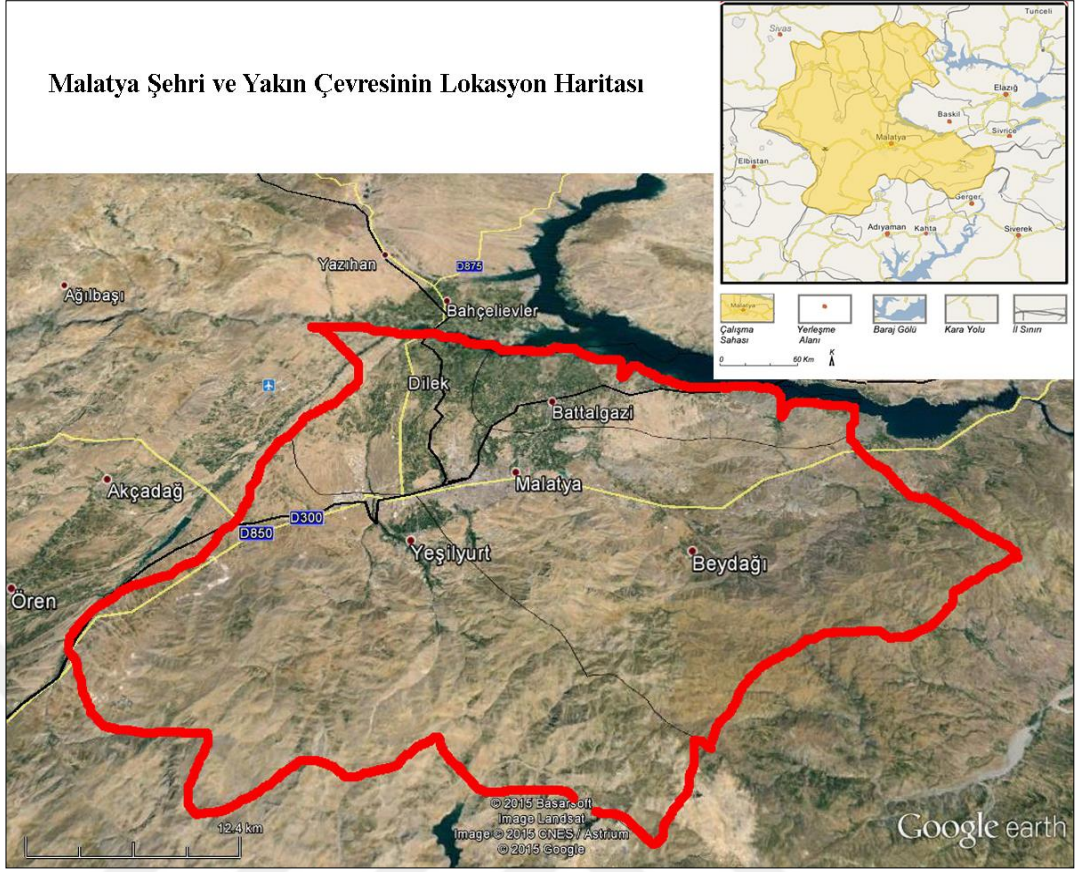 Malatya Şehri ve Yakın Çevresinin Lokasyon Haritası
Tunceli
Sivas
Elazığ
Baskil
Sivrice
Malatya
Elbistan
Gerger
Adıyaman
Kahta
Siverek
Malatya
Çalışma
Sahası
Yerleşme
Alanı
Baraj Gölü
Kara Yolu
İl Sınırı
0
60 Km
K
Yazıhan
D875
Ağılbaşı
Bahçelievler
Dilek
Battalgazi
Akçadağ
Malatya
D300
D850
Yeşilyurt
Beydağı
Ören
12.4 km
© 2015 Basarsoft
Image Landsat
Image © 2015 CNES / Astrium
© 2015 Google
Google earth